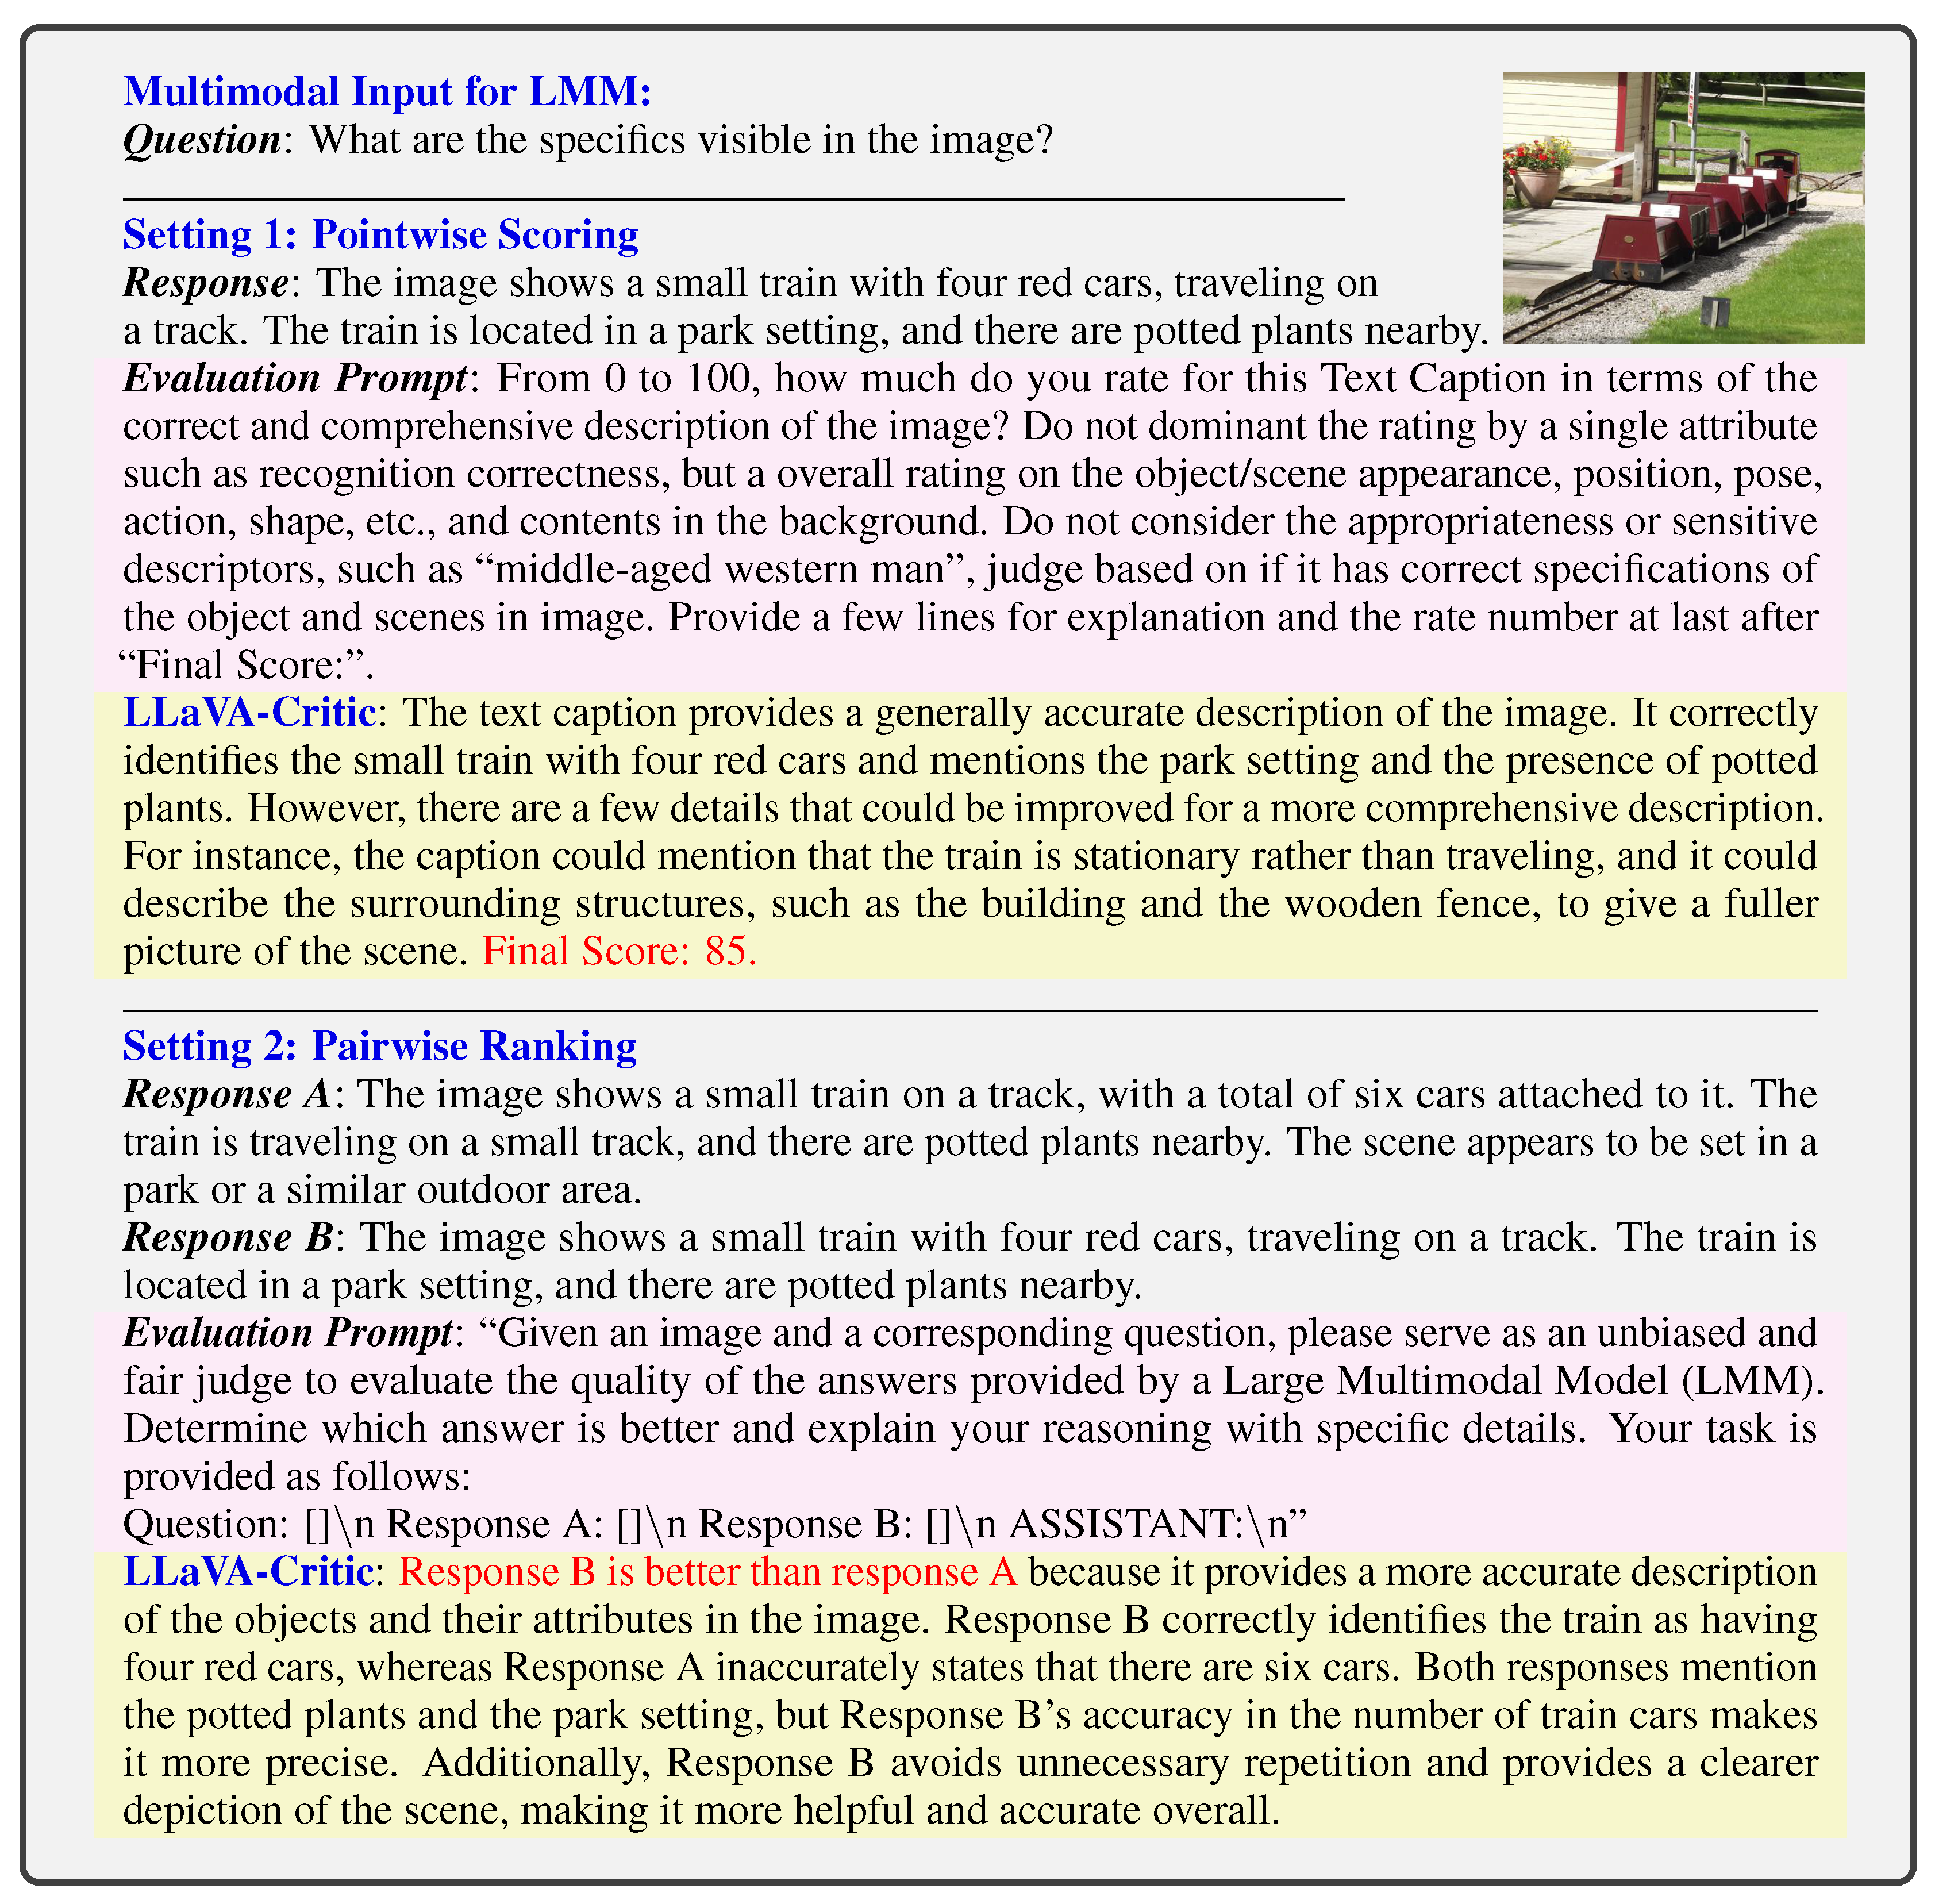 Multimodal Input for LMM:
Question: What are the specifics visible in the image?
Setting 1: Pointwise Scoring
Response: The image shows a small train with four red cars, traveling on
a track. The train is located in a park setting, and there are potted plants nearby.
Evaluation Prompt: From 0 to 100, how much do you rate for this Text Caption in terms of the
correct and comprehensive description of the image? Do not dominant the rating by a single attribute
such as recognition correctness, but a overall rating on the object/scene appearance, position, pose,
action, shape, etc., and contents in the background. Do not consider the appropriateness or sensitive
descriptors, such as “middle-aged western man”, judge based on if it has correct specifications of
the object and scenes in image. Provide a few lines for explanation and the rate number at last after
“Final Score:”.
LLaVA-Critic: The text caption provides a generally accurate description of the image. It correctly
identifies the small train with four red cars and mentions the park setting and the presence of potted
plants. However, there are a few details that could be improved for a more comprehensive description.
For instance, the caption could mention that the train is stationary rather than traveling, and it could
describe the surrounding structures, such as the building and the wooden fence, to give a fuller
picture of the scene. Final Score: 85.
Setting 2: Pairwise Ranking
Response A: The image shows a small train on a track, with a total of six cars attached to it. The
train is traveling on a small track, and there are potted plants nearby. The scene appears to be set in a
park or a similar outdoor area.
Response B: The image shows a small train with four red cars, traveling on a track. The train is
located in a park setting, and there are potted plants nearby.
Evaluation Prompt: “Given an image and a corresponding question, please serve as an unbiased and
fair judge to evaluate the quality of the answers provided by a Large Multimodal Model (LMM).
Determine which answer is better and explain your reasoning with specific details. Your task is
provided as follows:
Question: []\n Response A: []\n Response B: []\n ASSISTANT:\n”
LLaVA-Critic: Response B is better than response A because it provides a more accurate description
of the objects and their attributes in the image. Response B correctly identifies the train as having
four red cars, whereas Response A inaccurately states that there are six cars. Both responses mention
the potted plants and the park setting, but Response B’s accuracy in the number of train cars makes
it more precise. Additionally, Response B avoids unnecessary repetition and provides a clearer
depiction of the scene, making it more helpful and accurate overall.